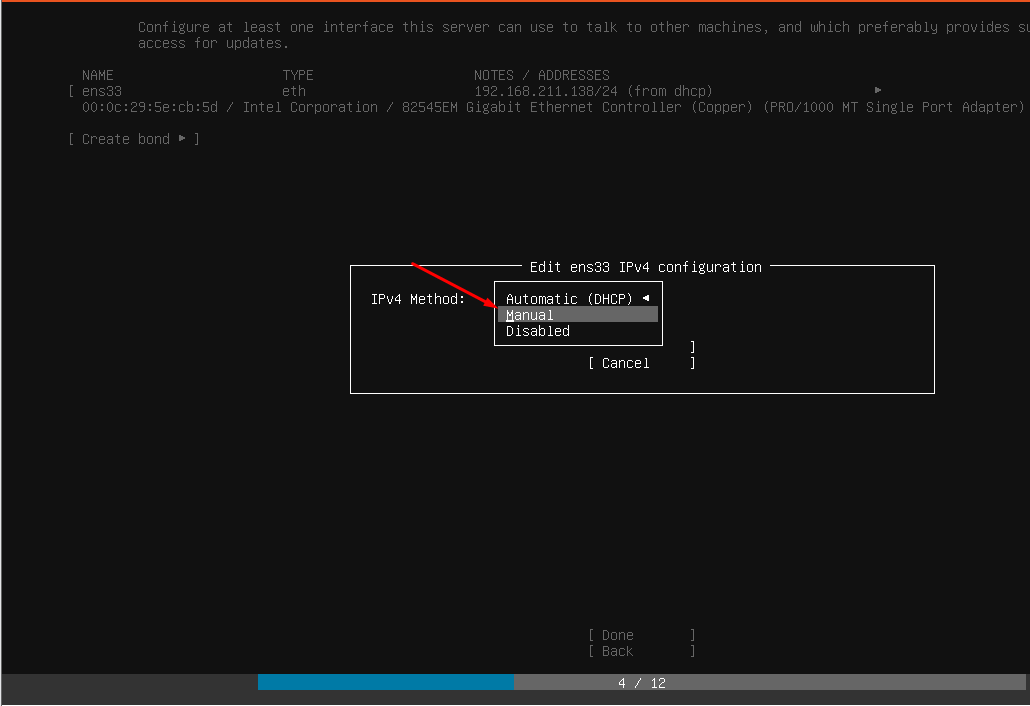 Configure at least one interface this server can use to talk to other machines, and which preferably provides su
access for updates.
NAME TYPE NOTES / ADDRESSES
[ ens33 eth 192.168.211.138/24 (from dhcp) ▸
00:0c:29:5e:cb:5d / Intel Corporation / 82545EM Gigabit Ethernet Controller (Copper) (PRO/1000 MT Single Port Adapter)
[ Create bond ▸ ]
Edit ens33 IPv4 configuration
IPv4 Method: Automatic (DHCP) ◂
Manual
Disabled
]
[ Cancel ]
[ Done ]
[ Back ]
4 / 12